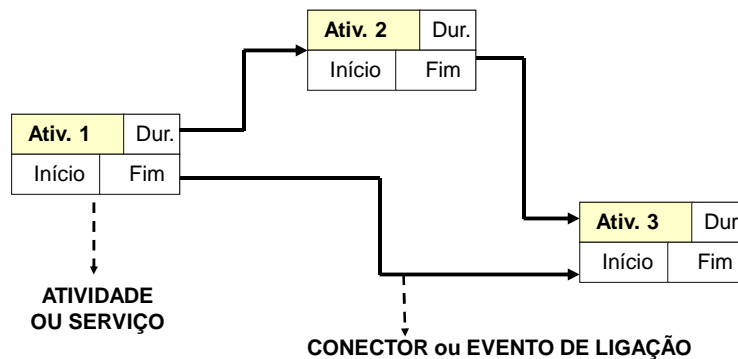 Ativ. 2 Dur.
Início Fim
Ativ. 1 Dur.
Início Fim
Ativ. 3 Dur
Início Fim
ATIVIDADE
OU SERVIÇO
CONECTOR ou EVENTO DE LIGAÇÃO